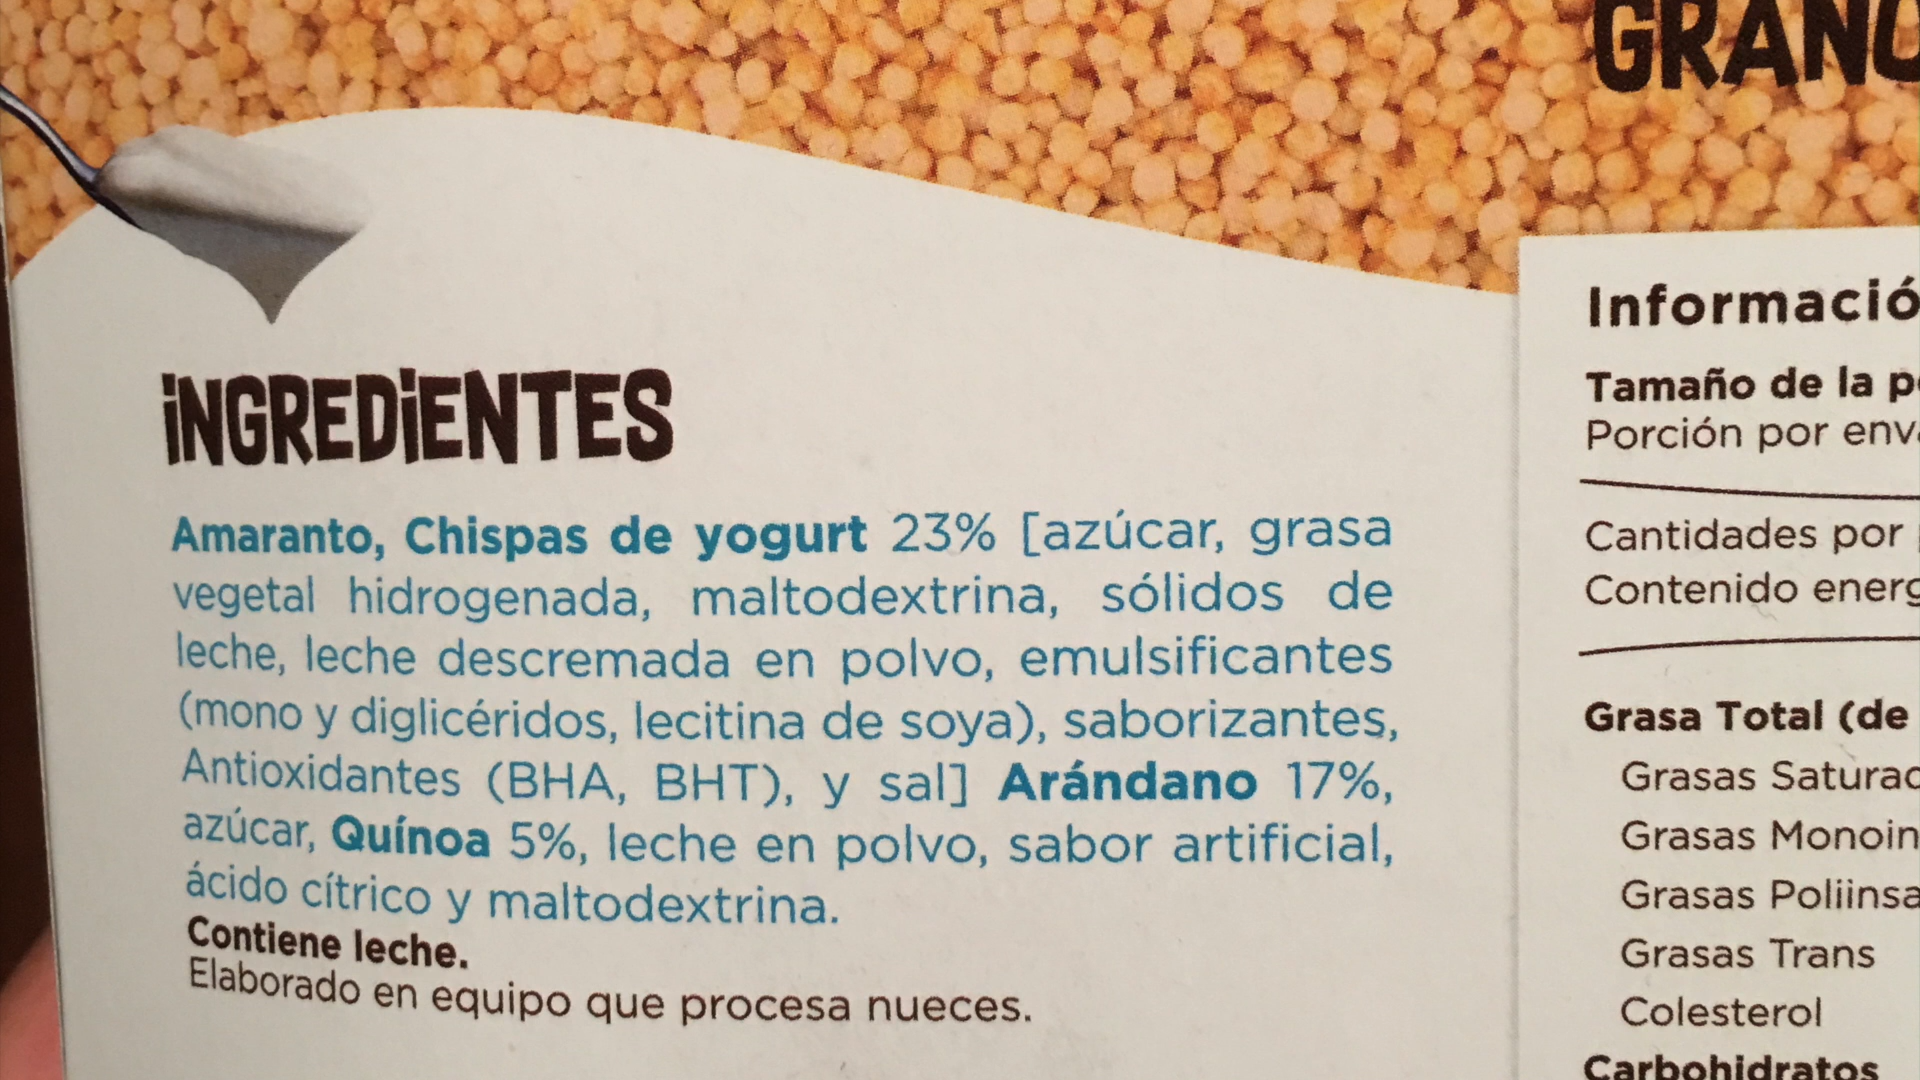 GRANO
iNGREDiENTES
Amaranto, Chispas de yogurt 23% [azúcar, grasa
vegetal hidrogenada, maltodextrina, sólidos de
leche, leche descremada en polvo, emulsificantes
(mono y diglicéridos, lecitina de soya), saborizantes,
Antioxidantes (BHA, BHT), y sal] Arándano 17%,
azúcar, Quínoa 5%, leche en polvo, sabor artificial,
ácido cítrico y maltodextrina.
Contiene leche.
Elaborado en equipo que procesa nueces.
Informació
Tamaño de la p
Porción por env
Cantidades por
Contenido energ
Grasa Total (de
Grasas Saturad
Grasas Monoin
Grasas Poliinsa
Grasas Trans
Colesterol
Carbohidratos